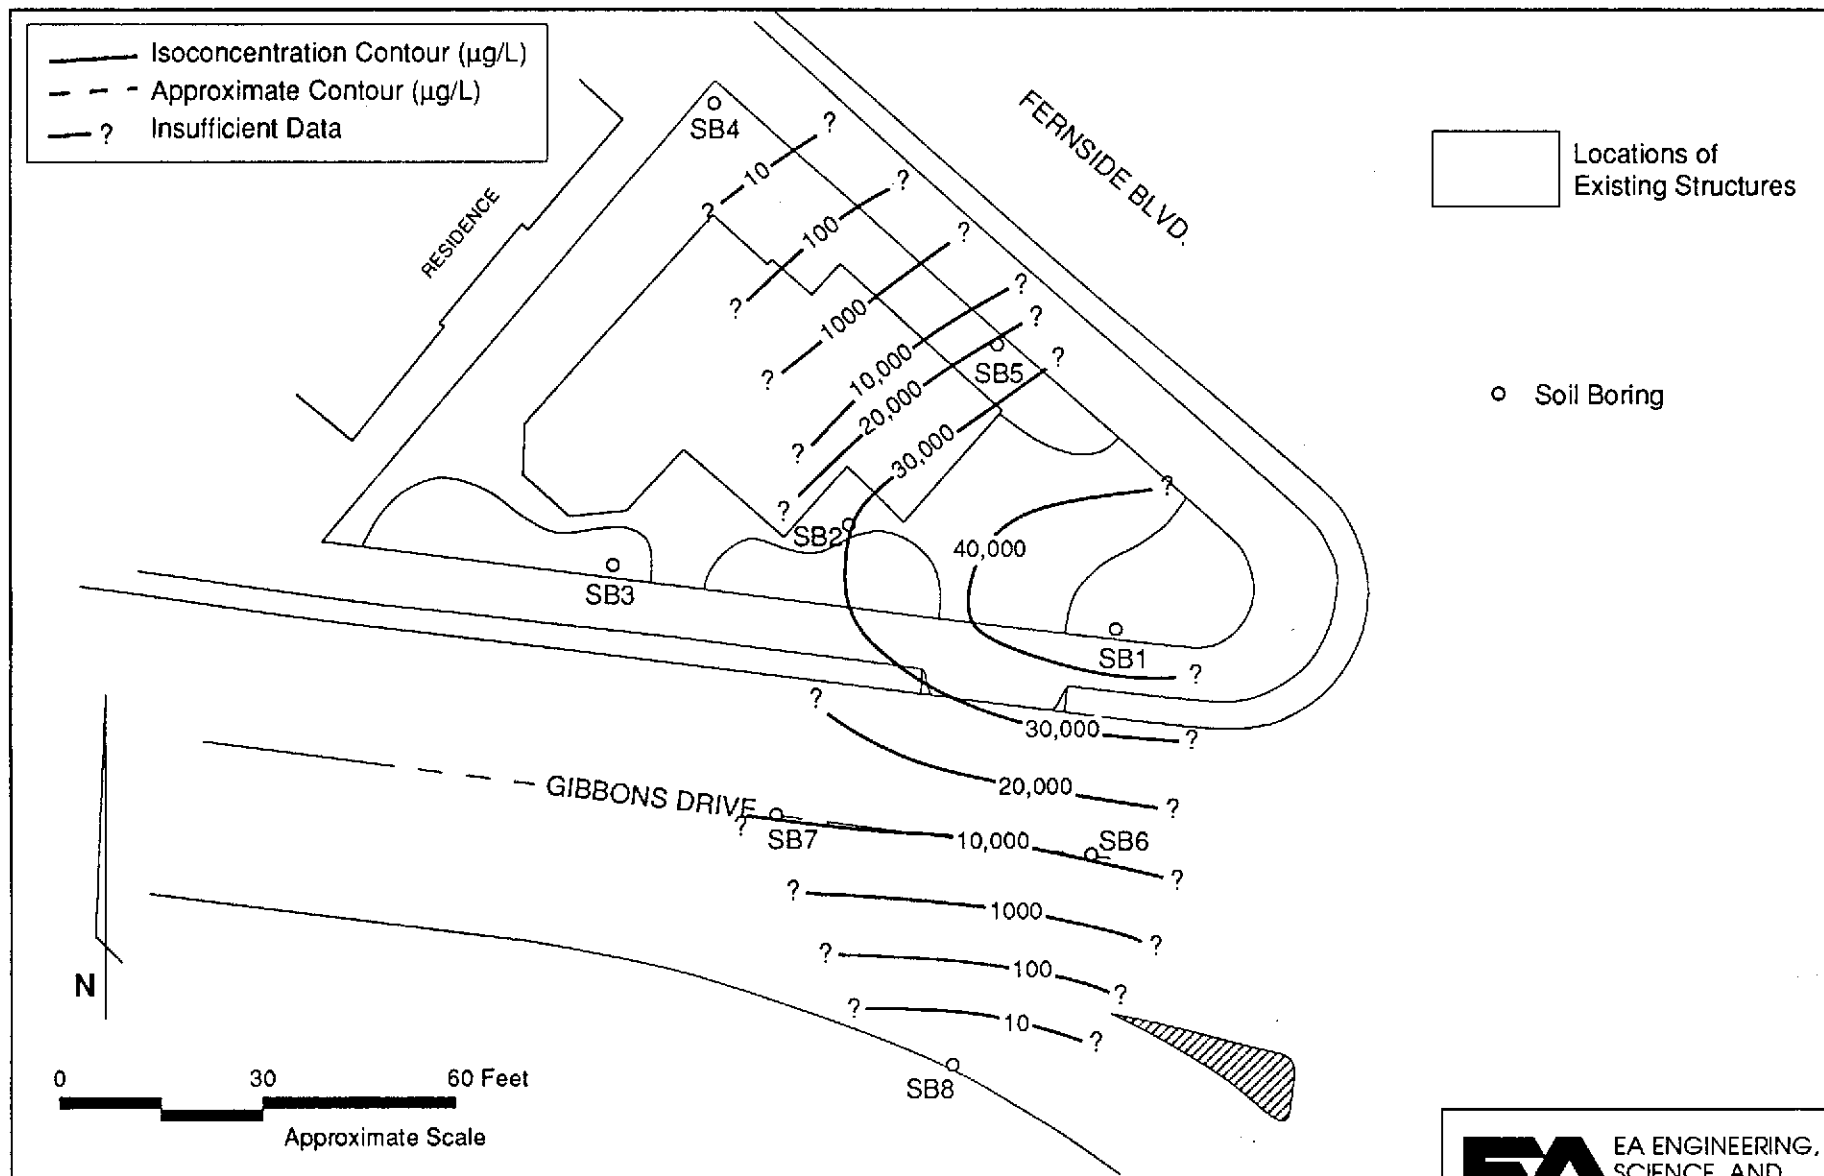 Isoconcentration Contour (µg/L)
Approximate Contour (µg/L)
? Insufficient Data
SB4
?
10
?
RESIDENCE
?
100
?
FERNSIDE BLVD.
Locations of
Existing Structures
?
1000
?
?
10,000
?
?
20,000
?
SB5
?
30,000
Soil Boring
SB2
SB3
?
40,000
SB1
?
?
30,000
?
20,000
?
GIBBONS DRIVE
?
SB7
10,000
SB6
?
?
1000
?
?
100
?
?
10
?
SB8
N
0 30 60 Feet
Approximate Scale
EA
EA ENGINEERING,
SCIENCE, AND